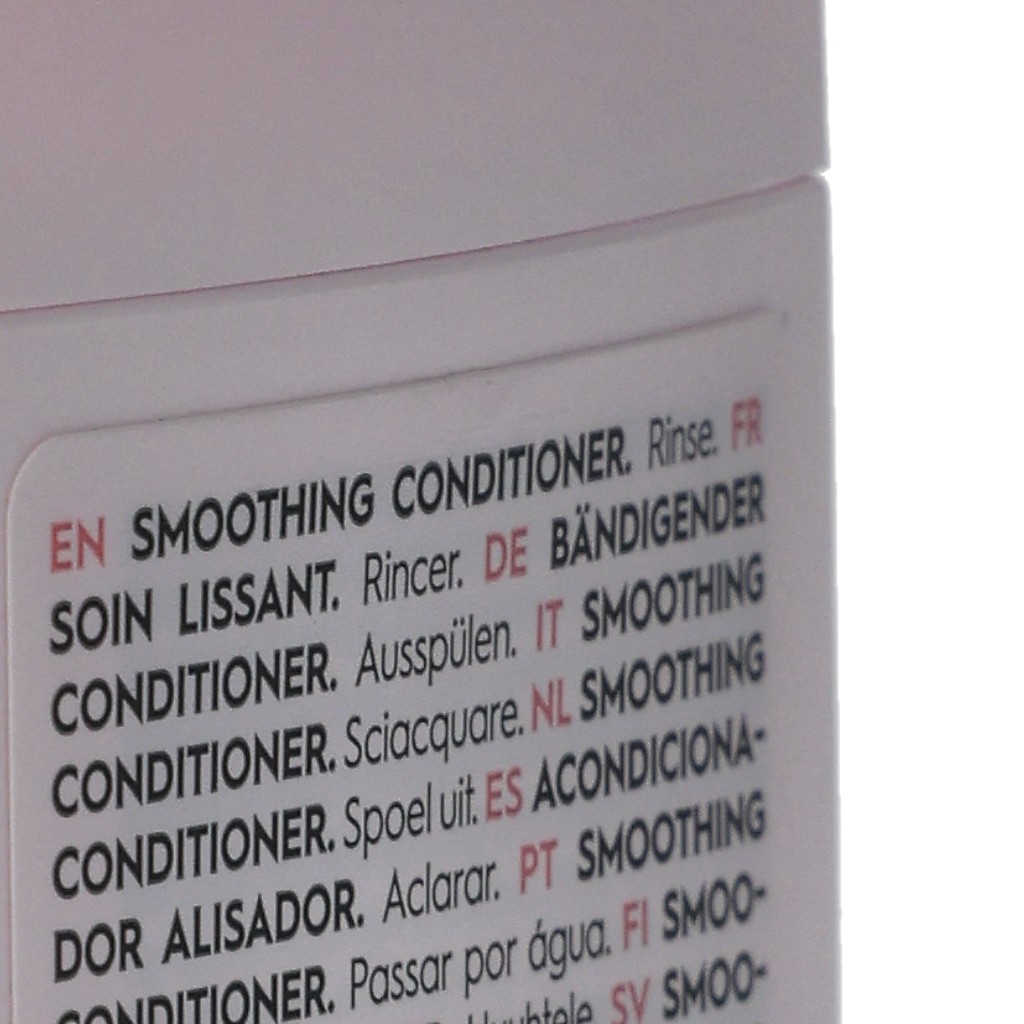 EN SMOOTHING CONDITIONER. Rinse. FR
SOIN LISSANT. Rincer. DE BÄNDIGENDER
CONDITIONER. Ausspülen. IT SMOOTHING
CONDITIONER. Sciacquare. NL SMOOTHING
CONDITIONER. Spoel uit. ES ACONDICIONA-
DOR ALISADOR. Aclarar. PT SMOOTHING
CONDITIONER. Passar por água. FI SMOO-
SV SMOO-